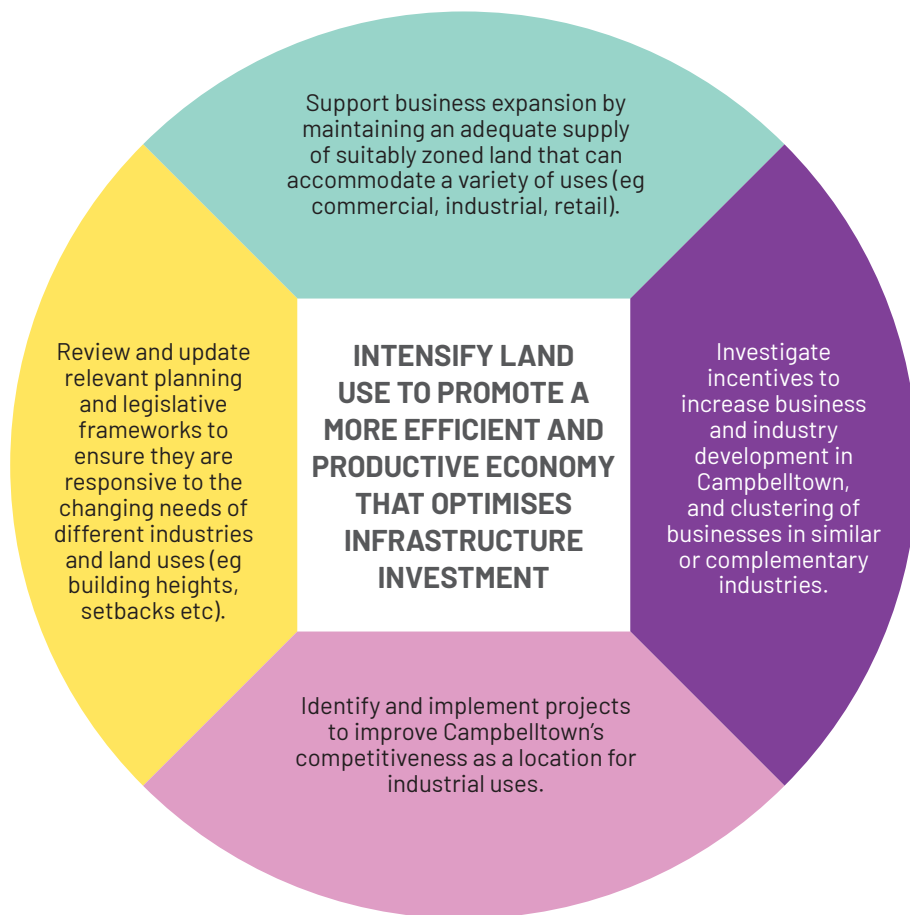 Support business expansion by
maintaining an adequate supply
of suitably zoned land that can
accommodate a variety of uses (eg
commercial, industrial, retail).
Review and update
relevant planning
and legislative
frameworks to
ensure they are
responsive to the
changing needs of
different industries
and land uses (eg
building heights,
setbacks etc).
INTENSIFY LAND
USE TO PROMOTE A
MORE EFFICIENT AND
PRODUCTIVE ECONOMY
THAT OPTIMISES
INFRASTRUCTURE
INVESTMENT
Investigate
incentives to
increase business
and industry
development in
Campbelltown,
and clustering of
businesses in similar
or complementary
industries.
Identify and implement projects
to improve Campbelltown's
competitiveness as a location for
industrial uses.